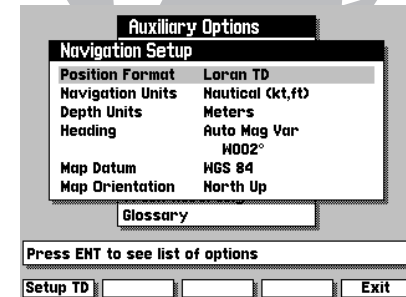 Auxiliary Options
Navigation Setup
Position Format Loran TD
Navigation Units Nautical (kt,ft)
Depth Units Meters
Heading Auto Mag Var
W002°
Map Datum WGS 84
Map Orientation North Up
Glossary
Press ENT to see list of options
Setup TD Exit